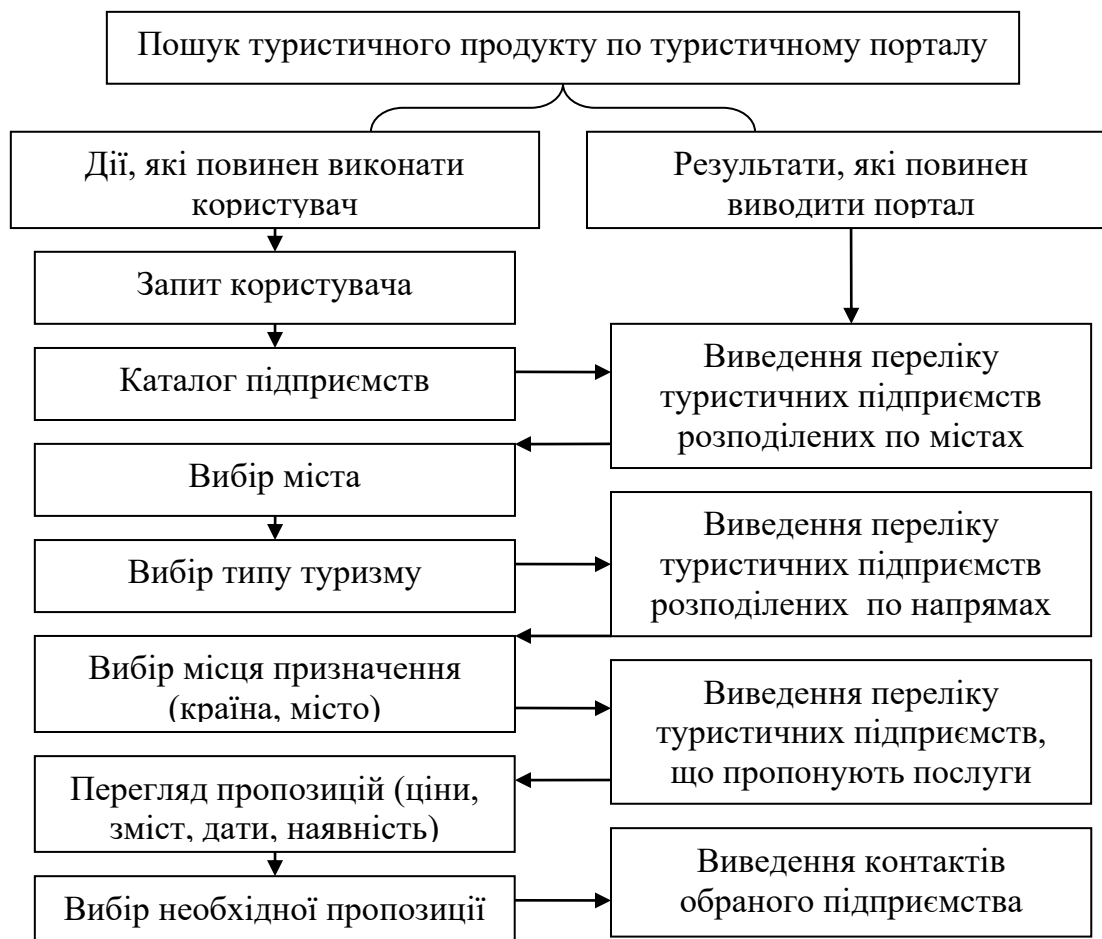 Пошук туристичного продукту по туристичному порталу
Дії, які повинен виконати
користувач
Результати, які повинен
виводити портал
Запит користувача
Каталог підприємств
Виведення переліку
туристичних підприємств
розподілених по містах
Вибір міста
Вибір типу туризму
Виведення переліку
туристичних підприємств
розподілених по напрямах
Вибір місця призначення
(країна, місто)
Виведення переліку
туристичних підприємств,
що пропонують послуги
Перегляд пропозицій (ціни,
зміст, дати, наявність)
Вибір необхідної пропозиції
Виведення контактів
обраного підприємства